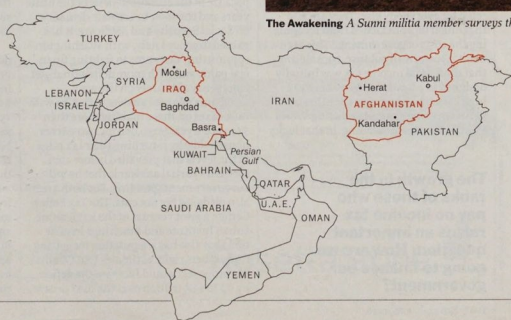 The Awakening A Sunni militia member surveys th
TURKEY
SYRIA
Mosul
IRAQ
Baghdad
LEBANON
ISRAEL
JORDAN
Basra
KUWAIT
Persian
Gulf
BAHRAIN
QATAR
U.A.E.
SAUDI ARABIA
OMAN
YEMEN
IRAN
Herat
Kabul
AFGHANISTAN
Kandahar
PAKISTAN